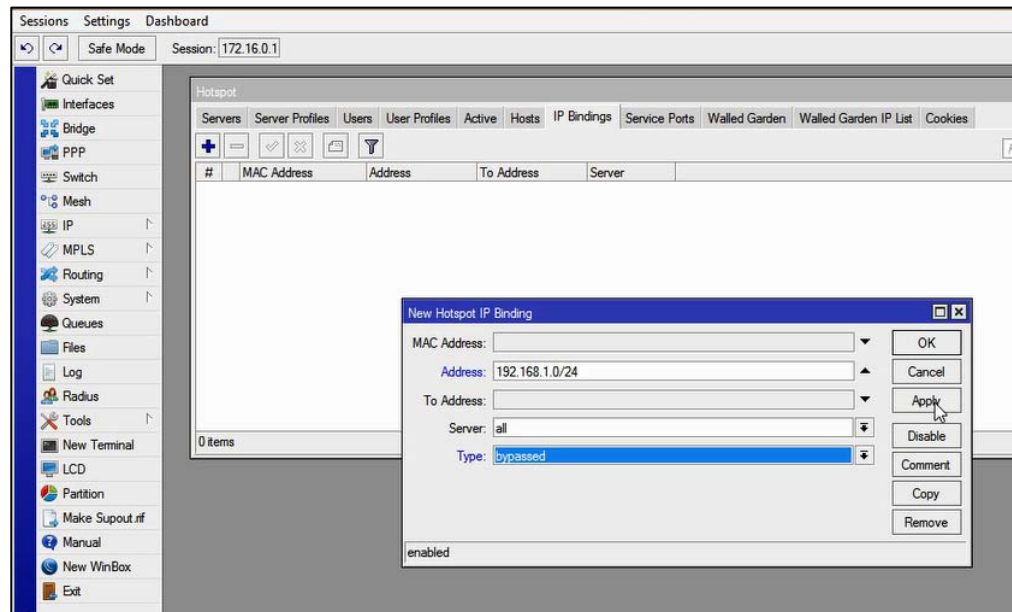 Sessions Settings Dashboard
Safe Mode Session: 172.16.0.1
Quick Set
Interfaces
Bridge
PPP
Switch
Mesh
IP
MPLS
Routing
System
Queues
Files
Log
Radius
Tools
New Terminal
LCD
Partition
Make Supout.rif
Manual
New WinBox
Exit
Hotspot
Servers Server Profiles Users User Profiles Active Hosts IP Bindings Service Ports Walled Garden Walled Garden IP List Cookies
# MAC Address Address To Address Server
0 items
New Hotspot IP Binding
MAC Address:
Address: 192.168.1.0/24
To Address:
Server: all
Type: bypassed
enabled
OK
Cancel
Apply
Disable
Comment
Copy
Remove